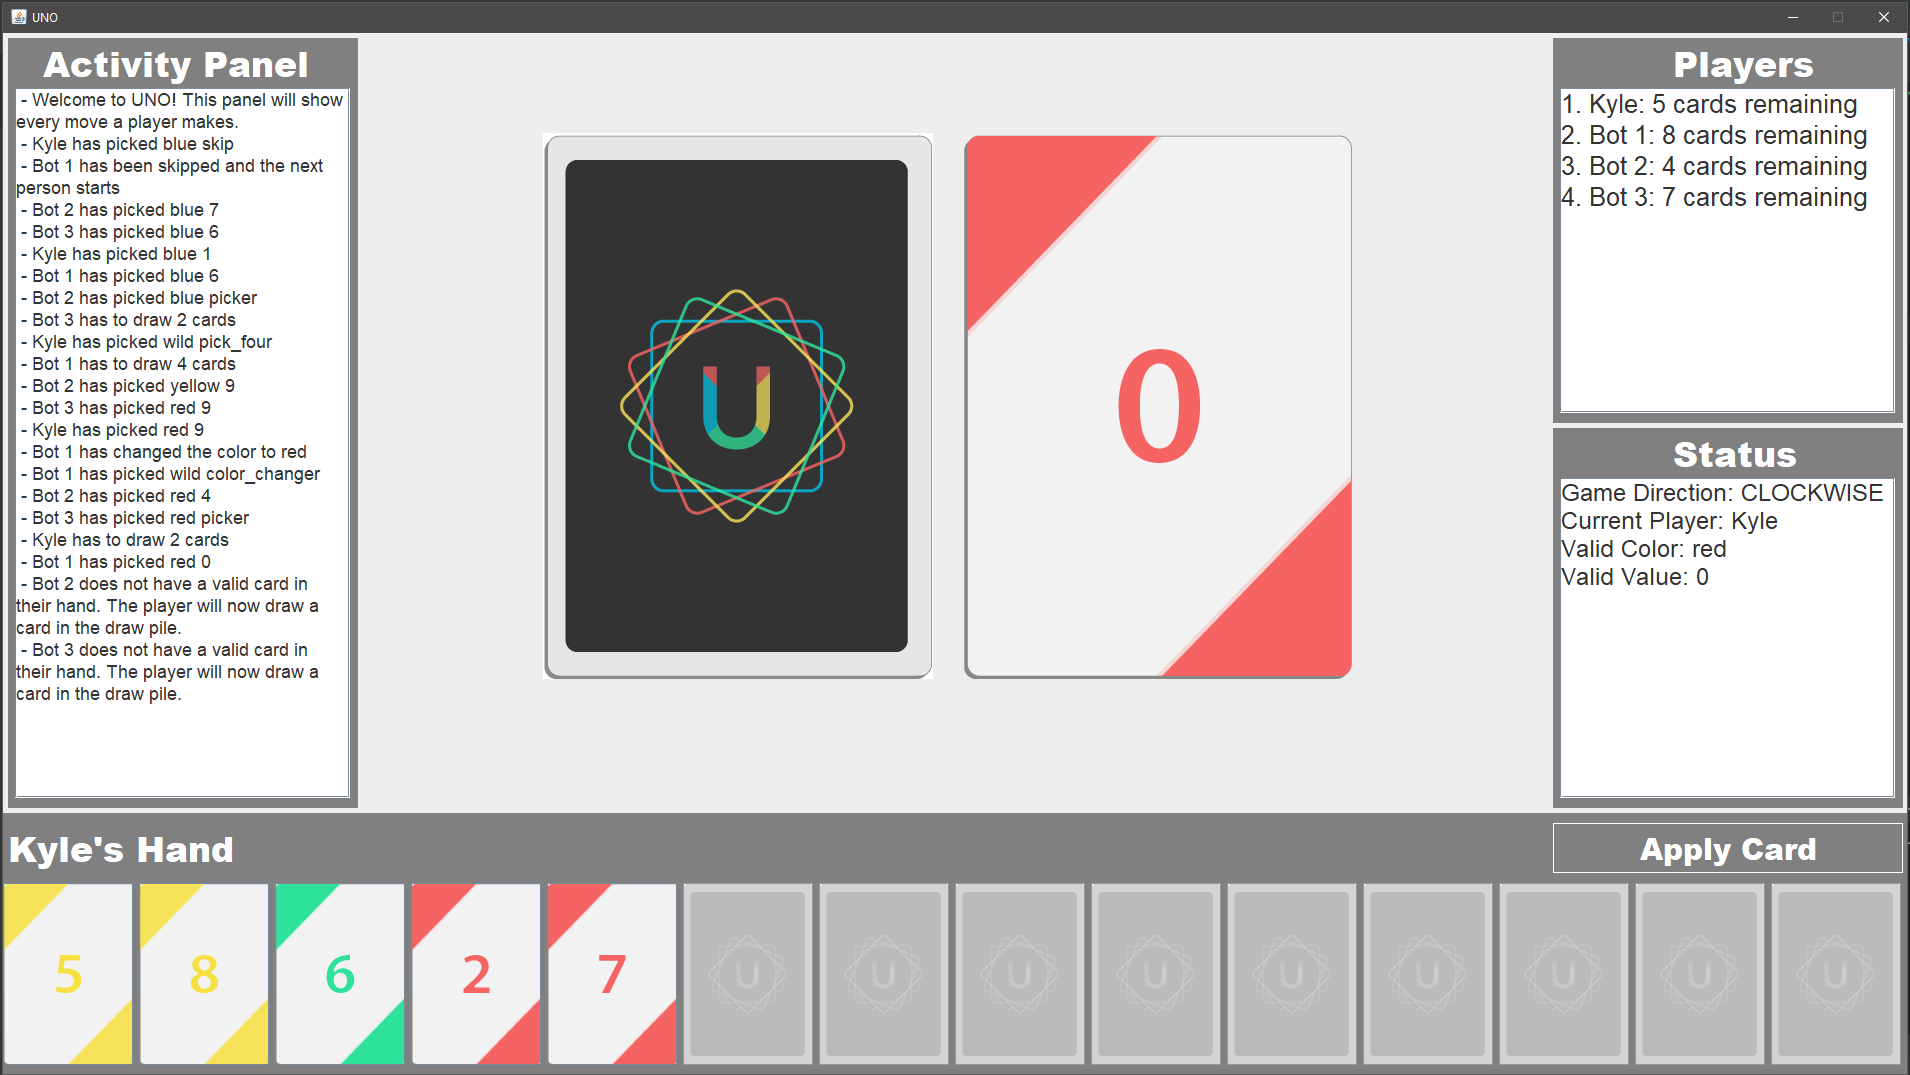 UNO
Activity Panel
- Welcome to UNO! This panel will show
every move a player makes.
- Kyle has picked blue skip
- Bot 1 has been skipped and the next
person starts
- Bot 2 has picked blue 7
- Bot 3 has picked blue 6
- Kyle has picked blue 1
- Bot 1 has picked blue 6
- Bot 2 has picked blue picker
- Bot 3 has to draw 2 cards
- Kyle has picked wild pick_four
- Bot 1 has to draw 4 cards
- Bot 2 has picked yellow 9
- Bot 3 has picked red 9
- Kyle has picked red 9
- Bot 1 has changed the color to red
- Bot 1 has picked wild color_changer
- Bot 2 has picked red 4
- Bot 3 has picked red picker
- Kyle has to draw 2 cards
- Bot 1 has picked red 0
- Bot 2 does not have a valid card in
their hand. The player will now draw a
card in the draw pile.
- Bot 3 does not have a valid card in
their hand. The player will now draw a
card in the draw pile.
U
0
Players
1. Kyle: 5 cards remaining
2. Bot 1: 8 cards remaining
3. Bot 2: 4 cards remaining
4. Bot 3: 7 cards remaining
Status
Game Direction: CLOCKWISE
Current Player: Kyle
Valid Color: red
Valid Value: 0
Kyle's Hand
Apply Card
5 8 6 2 7 U U U U U U U U U